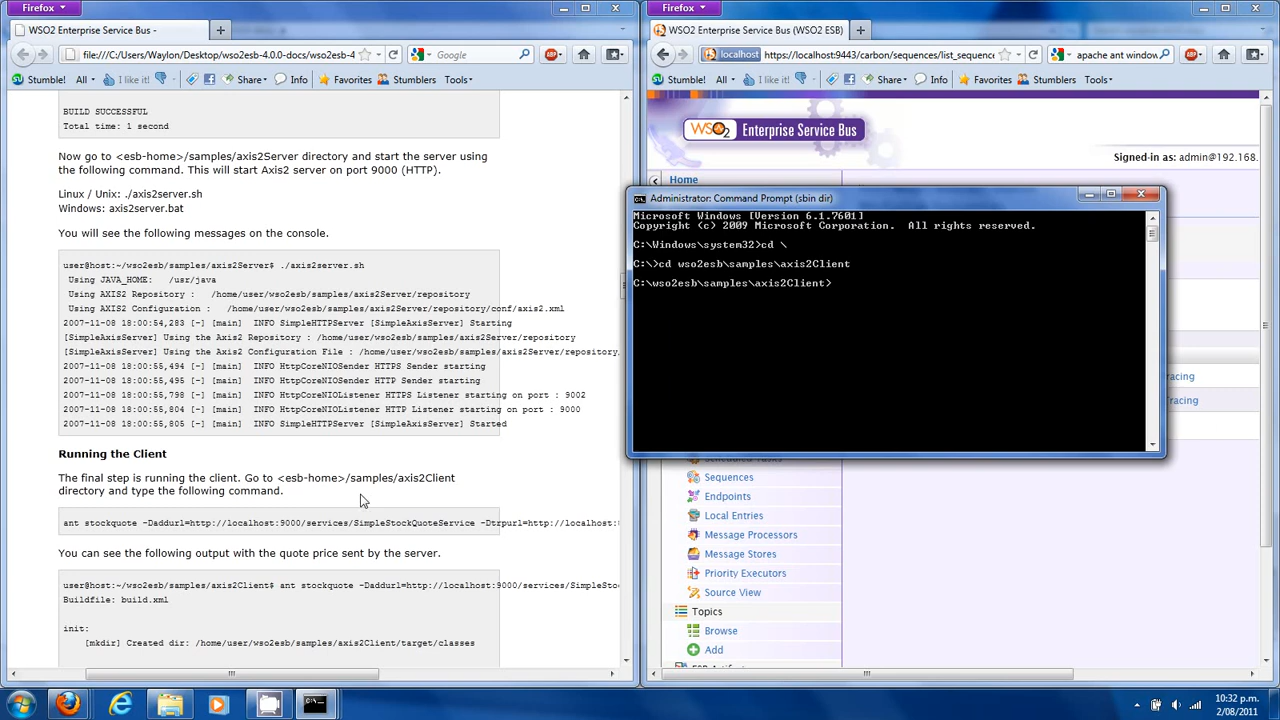 Firefox
WSO2 Enterprise Service Bus -
file:///C:/Users/Waylon/Desktop/wso2esb-4.0.0-docs/wso2esb-4
Google
Stumble! All I like it! Share Info Favorites Stumblers Tools
BUILD SUCCESSFUL
Total time: 1 second
Now go to <esb-home>/samples/axis2Server directory and start the server using
the following command. This will start Axis2 server on port 9000 (HTTP).
Linux / Unix: ./axis2server.sh
Windows: axis2server.bat
You will see the following messages on the console.
user@host:~/wso2esb/samples/axis2Server$ ./axis2server.sh
Using JAVA_HOME: /usr/java
Using AXIS2 Repository : /home/user/wso2esb/samples/axis2Server/repository
Using AXIS2 Configuration : /home/user/wso2esb/samples/axis2Server/repository/conf/axis2.xml
2007-11-08 18:00:54,283 [-] [main] INFO SimpleHTTPServer [SimpleAxisServer] Starting
[SimpleAxisServer] Using the Axis2 Repository : /home/user/wso2esb/samples/axis2Server/repository
[SimpleAxisServer] Using the Axis2 Configuration File : /home/user/wso2esb/samples/axis2Server/repository
2007-11-08 18:00:55,494 [-] [main] INFO HttpCoreNIOSender HTTPS Sender starting
2007-11-08 18:00:55,495 [-] [main] INFO HttpCoreNIOSender HTTP Sender starting
2007-11-08 18:00:55,798 [-] [main] INFO HttpCoreNIOListener HTTPS Listener starting on port : 9002
2007-11-08 18:00:55,804 [-] [main] INFO HttpCoreNIOListener HTTP Listener starting on port : 9000
2007-11-08 18:00:55,805 [-] [main] INFO SimpleHTTPServer [SimpleAxisServer] Started
Running the Client
The final step is running the client. Go to <esb-home>/samples/axis2Client
directory and type the following command.
ant stockquote -Daddurl=http://localhost:9000/services/SimpleStockQuoteService -Dtrpurl=http://localhost:8
You can see the following output with the quote price sent by the server.
user@host:~/wso2esb/samples/axis2Client$ ant stockquote -Daddurl=http://localhost:9000/services/SimpleSto
Buildfile: build.xml
init:
[mkdir] Created dir: /home/user/wso2esb/samples/axis2Client/target/classes
Firefox
WSO2 Enterprise Service Bus (WSO2 ESB)
localhost https://localhost:9443/carbon/sequences/list_sequence
apache ant window
Stumble! All I like it! Share Info Favorites Stumblers Tools
WSO2 Enterprise Service Bus
Signed-in as: admin@192.168.
Home
Administrator: Command Prompt (sbin dir)
Microsoft Windows [Version 6.1.7601]
Copyright (c) 2009 Microsoft Corporation. All rights reserved.
C:\Windows\system32>cd \
C:\>cd wso2esb\samples\axis2Client
C:\wso2esb\samples\axis2Client>
racing
racing
Scheduled Tasks
Sequences
Endpoints
Local Entries
Message Processors
Message Stores
Priority Executors
Source View
Topics
Browse
Add
10:32 p.m.
2/08/2011